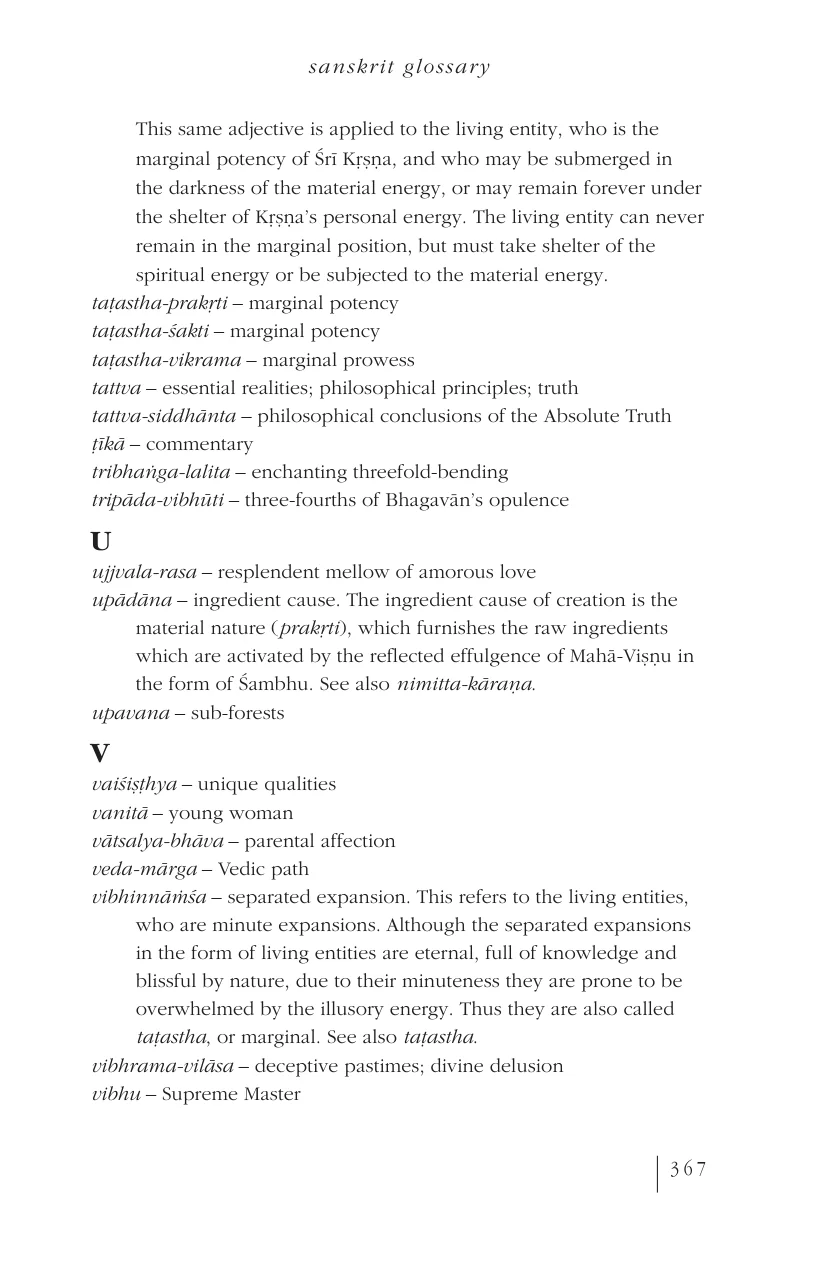 sanskrit glossary
This same adjective is applied to the living entity, who is the
marginal potency of Śrī Kṛṣṇa, and who may be submerged in
the darkness of the material energy, or may remain forever under
the shelter of Kṛṣṇa’s personal energy. The living entity can never
remain in the marginal position, but must take shelter of the
spiritual energy or be subjected to the material energy.
taṭastha-prakṛti – marginal potency
taṭastha-śakti – marginal potency
taṭastha-vikrama – marginal prowess
tattva – essential realities; philosophical principles; truth
tattva-siddhānta – philosophical conclusions of the Absolute Truth
ṭīkā – commentary
tribhaṅga-lalita – enchanting threefold-bending
tripāda-vibhūti – three-fourths of Bhagavān’s opulence
U
ujjvala-rasa – resplendent mellow of amorous love
upādāna – ingredient cause. The ingredient cause of creation is the
material nature (prakṛti), which furnishes the raw ingredients
which are activated by the reflected effulgence of Mahā-Viṣṇu in
the form of Śambhu. See also nimitta-kāraṇa.
upavana – sub-forests
V
vaiśiṣṭhya – unique qualities
vanitā – young woman
vātsalya-bhāva – parental affection
veda-mārga – Vedic path
vibhinnāṁśa – separated expansion. This refers to the living entities,
who are minute expansions. Although the separated expansions
in the form of living entities are eternal, full of knowledge and
blissful by nature, due to their minuteness they are prone to be
overwhelmed by the illusory energy. Thus they are also called
taṭastha, or marginal. See also taṭastha.
vibhrama-vilāsa – deceptive pastimes; divine delusion
vibhu – Supreme Master
367